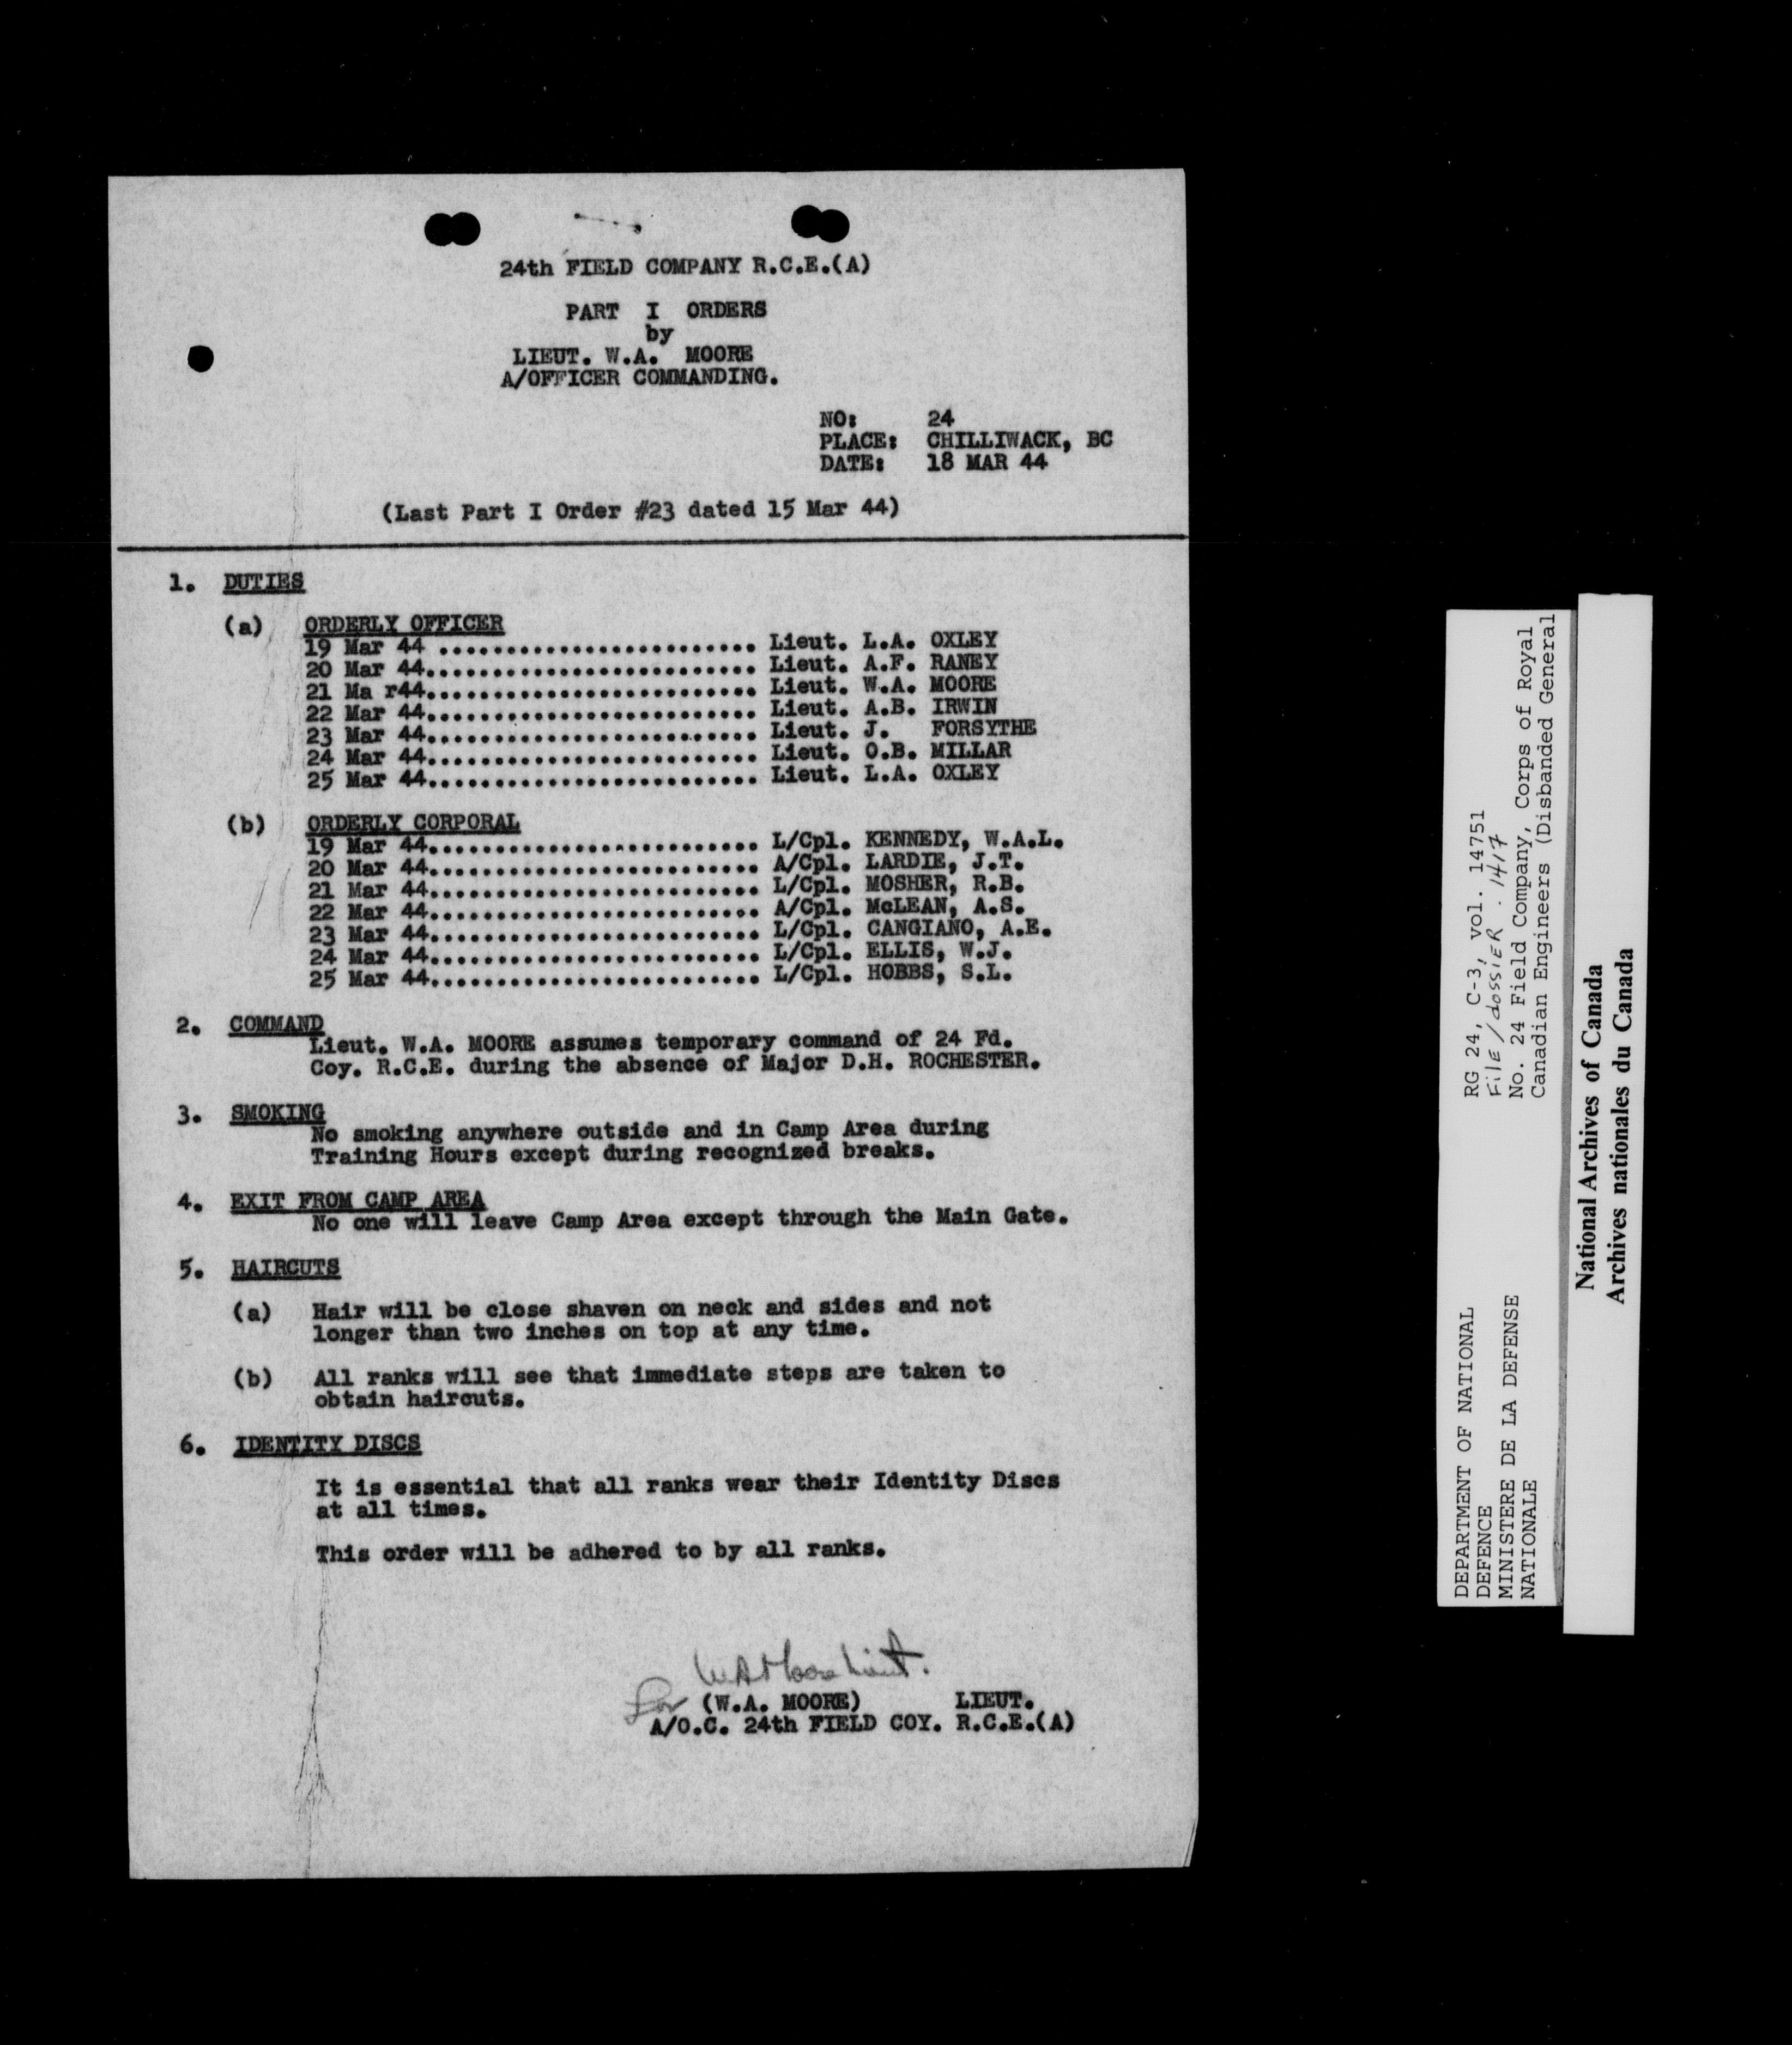 24th FIELD COMPANY R.C.E.(A)
PART I ORDERS
by
LIEUT. W.A. MOORE
A/OFFICER COMMANDING.
NO: 24
PLACE: CHILLIWACK, BC
DATE: 18 MAR 44
(Last Part I Order #23 dated 15 Mar 44)
1. DUTIES
(a) ORDERLY OFFICER
19 Mar 44 ........................ Lieut. L.A. OXLEY
20 Mar 44......................... Lieut. A.F. RANEY
21 Ma r44......................... Lieut. W.A. MOORE
22 Mar 44......................... Lieut. A.B. IRWIN
23 Mar 44......................... Lieut. J. FORSYTHE
24 Mar 44......................... Lieut. O.B. MILLAR
25 Mar 44......................... Lieut. L.A. OXLEY
(b) ORDERLY CORPORAL
19 Mar 44......................... L/Cpl. KENNEDY, W.A.L.
20 Mar 44......................... A/Cpl. LARDIE, J.T.
21 Mar 44......................... L/Cpl. MOSHER, R.B.
22 Mar 44......................... A/Cpl. McLEAN, A.S.
23 Mar 44......................... L/Cpl. CANGIANO, A.E.
24 Mar 44......................... L/Cpl. ELLIS, W.J.
25 Mar 44......................... L/Cpl. HOBBS, S.L.
2. COMMAND
Lieut. W.A. MOORE assumes temporary command of 24 Fd.
Coy. R.C.E. during the absence of Major D.H. ROCHESTER.
3. SMOKING
No smoking anywhere outside and in Camp Area during
Training Hours except during recognized breaks.
4. EXIT FROM CAMP AREA
No one will leave Camp Area except through the Main Gate.
5. HAIRCUTS
(a) Hair will be close shaven on neck and sides and not
longer than two inches on top at any time.
(b) All ranks will see that immediate steps are taken to
obtain haircuts.
6. IDENTITY DISCS
It is essential that all ranks wear their Identity Discs
at all times.
This order will be adhered to by all ranks.
W.A. Moore Lieut.
for (W.A. MOORE) LIEUT.
A/O.C. 24th FIELD COY. R.C.E.(A)
DEPARTMENT OF NATIONAL
DEFENCE
MINISTERE DE LA DEFENSE
NATIONALE
RG 24, C-3, vol. 14751
FilE/dossiER . 1417
No. 24 Field Company, Corps of Royal
Canadian Engineers (Disbanded General
National Archives of Canada
Archives nationales du Canada